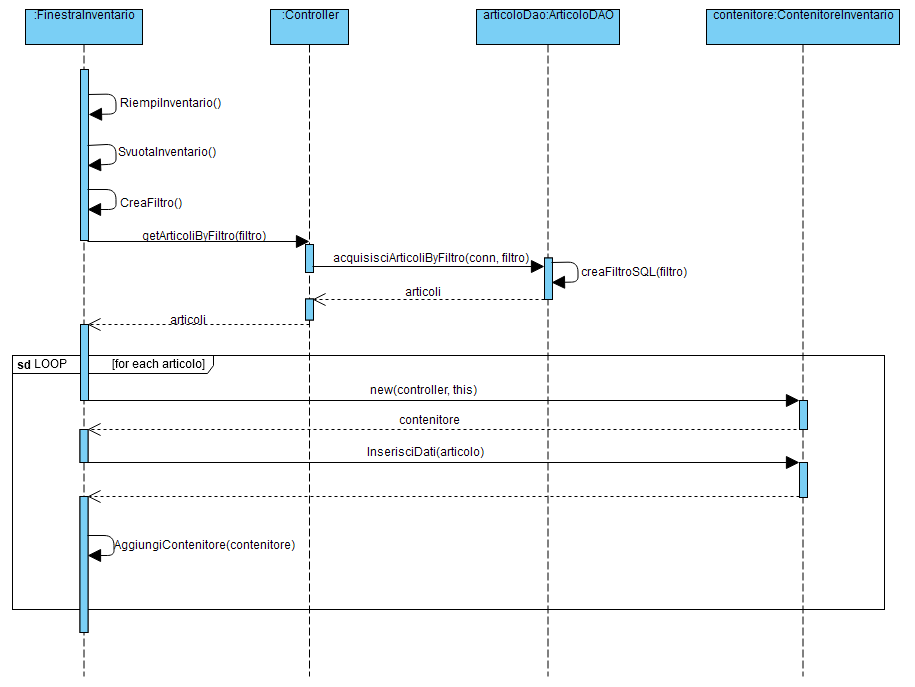 :FinestraInventario
:Controller
articoloDao:ArticoloDAO
contenitore:ContenitoreInventario
RiempiInventario()
SvuotaInventario()
CreaFiltro()
getArticoliByFiltro(filtro)
acquisisciArticoliByFiltro(conn, filtro)
creaFiltroSQL(filtro)
articoli
articoli
sd LOOP
[for each articolo]
new(controller, this)
contenitore
InserisciDati(articolo)
AggiungiContenitore(contenitore)